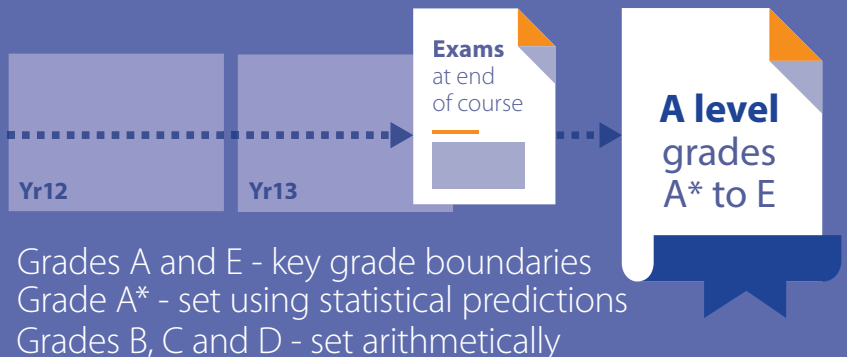 Exams
at end
of course
A level
grades
A* to E
Yr12
Yr13
Grades A and E - key grade boundaries
Grade A* - set using statistical predictions
Grades B, C and D - set arithmetically